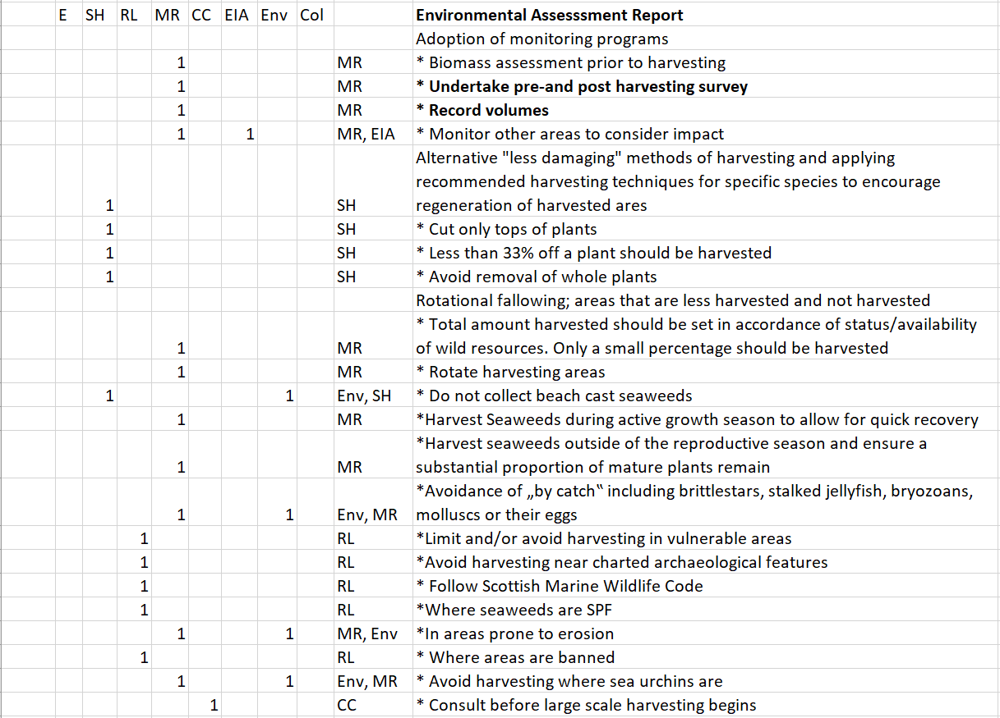 E SH RL MR CC EIA Env Col Environmental Assesssment Report
Adoption of monitoring programs
1 MR * Biomass assessment prior to harvesting
1 MR * Undertake pre-and post harvesting survey
1 MR * Record volumes
1 1 MR, EIA * Monitor other areas to consider impact
Alternative "less damaging" methods of harvesting and applying
recommended harvesting techniques for specific species to encourage
1 SH regeneration of harvested ares
1 SH * Cut only tops of plants
1 SH * Less than 33% off a plant should be harvested
1 SH * Avoid removal of whole plants
Rotational fallowing; areas that are less harvested and not harvested
* Total amount harvested should be set in accordance of status/availability
1 MR of wild resources. Only a small percentage should be harvested
1 MR * Rotate harvesting areas
1 1 Env, SH * Do not collect beach cast seaweeds
1 MR *Harvest Seaweeds during active growth season to allow for quick recovery
*Harvest seaweeds outside of the reproductive season and ensure a
1 MR substantial proportion of mature plants remain
*Avoidance of „by catch‟ including brittlestars, stalked jellyfish, bryozoans,
1 1 Env, MR molluscs or their eggs
1 RL *Limit and/or avoid harvesting in vulnerable areas
1 RL *Avoid harvesting near charted archaeological features
1 RL * Follow Scottish Marine Wildlife Code
1 RL *Where seaweeds are SPF
1 1 MR, Env *In areas prone to erosion
1 RL * Where areas are banned
1 1 Env, MR * Avoid harvesting where sea urchins are
1 CC * Consult before large scale harvesting begins